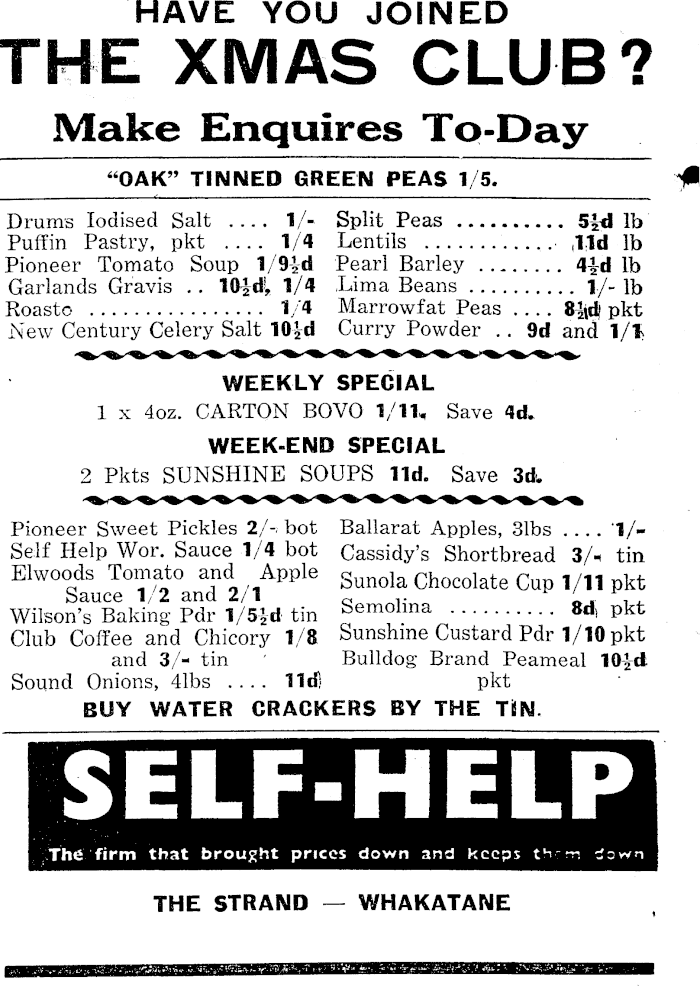 HAVE YOU JOINED
THE XMAS CLUB?
Make Enquires To-Day
"OAK" TINNED GREEN PEAS 1/5.
Drums Iodised Salt .... 1/-
Puffin Pastry, pkt .... 1/4
Pioneer Tomato Soup 1/9½d
Garlands Gravis .. 10½d, 1/4
Roasto ................ 1/4
New Century Celery Salt 10½d
Split Peas .......... 5½d lb
Lentils ............ 11d lb
Pearl Barley ........ 4½d lb
Lima Beans .......... 1/- lb
Marrowfat Peas .... 8½d pkt
Curry Powder .. 9d and 1/1
WEEKLY SPECIAL
1 x 4oz. CARTON BOVO 1/11. Save 4d.
WEEK-END SPECIAL
2 Pkts SUNSHINE SOUPS 11d. Save 3d.
Pioneer Sweet Pickles 2/- bot
Self Help Wor. Sauce 1/4 bot
Elwoods Tomato and Apple
Sauce 1/2 and 2/1
Wilson's Baking Pdr 1/5½d tin
Club Coffee and Chicory 1/8
and 3/- tin
Sound Onions, 4lbs .... 11d
Ballarat Apples, 3lbs .... 1/-
Cassidy's Shortbread 3/- tin
Sunola Chocolate Cup 1/11 pkt
Semolina .......... 8d pkt
Sunshine Custard Pdr 1/10 pkt
Bulldog Brand Peameal 10½d
pkt
BUY WATER CRACKERS BY THE TIN.
SELF-HELP
The firm that brought prices down and keeps them down
THE STRAND — WHAKATANE